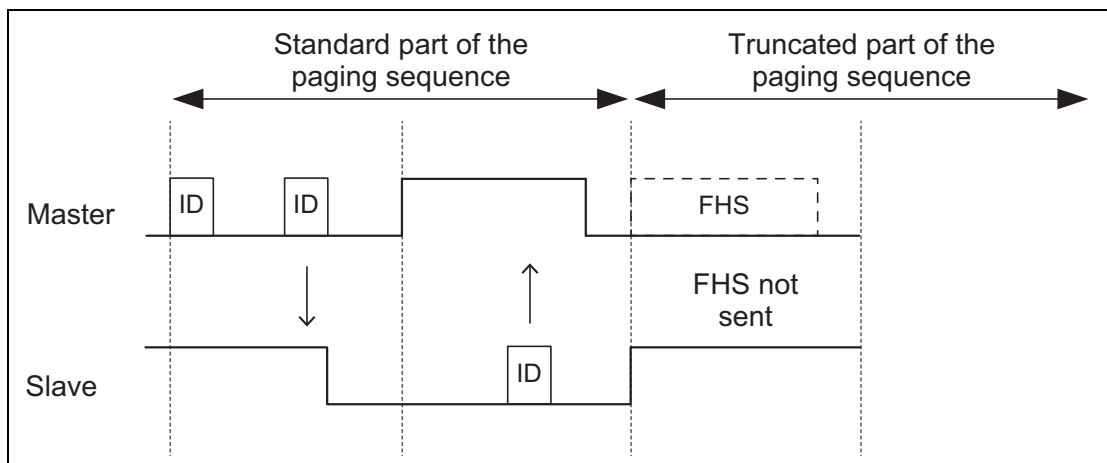 Standard part of the
paging sequence
Truncated part of the
paging sequence
Master
ID
ID
FHS
FHS not
sent
Slave
ID